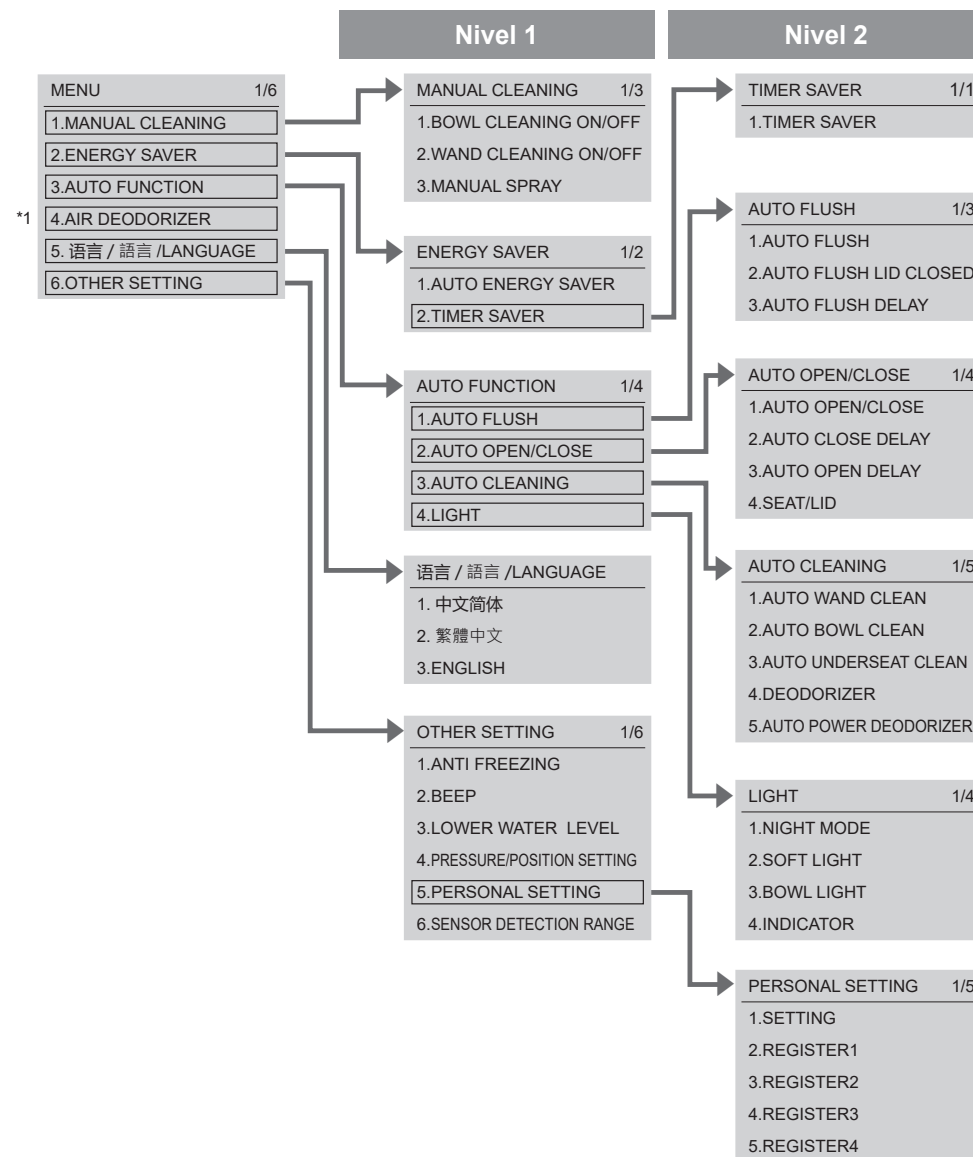 Nivel 1
Nivel 2
MENU 1/6
1.MANUAL CLEANING
2.ENERGY SAVER
3.AUTO FUNCTION
*1 4.AIR DEODORIZER
5. 语言 / 語言 /LANGUAGE
6.OTHER SETTING
MANUAL CLEANING 1/3
1.BOWL CLEANING ON/OFF
2.WAND CLEANING ON/OFF
3.MANUAL SPRAY
ENERGY SAVER 1/2
1.AUTO ENERGY SAVER
2.TIMER SAVER
AUTO FUNCTION 1/4
1.AUTO FLUSH
2.AUTO OPEN/CLOSE
3.AUTO CLEANING
4.LIGHT
语言 / 語言 /LANGUAGE
1. 中文简体
2. 繁體中文
3.ENGLISH
OTHER SETTING 1/6
1.ANTI FREEZING
2.BEEP
3.LOWER WATER LEVEL
4.PRESSURE/POSITION SETTING
5.PERSONAL SETTING
6.SENSOR DETECTION RANGE
TIMER SAVER 1/1
1.TIMER SAVER
AUTO FLUSH 1/3
1.AUTO FLUSH
2.AUTO FLUSH LID CLOSED
3.AUTO FLUSH DELAY
AUTO OPEN/CLOSE 1/4
1.AUTO OPEN/CLOSE
2.AUTO CLOSE DELAY
3.AUTO OPEN DELAY
4.SEAT/LID
AUTO CLEANING 1/5
1.AUTO WAND CLEAN
2.AUTO BOWL CLEAN
3.AUTO UNDERSEAT CLEAN
4.DEODORIZER
5.AUTO POWER DEODORIZER
LIGHT 1/4
1.NIGHT MODE
2.SOFT LIGHT
3.BOWL LIGHT
4.INDICATOR
PERSONAL SETTING 1/5
1.SETTING
2.REGISTER1
3.REGISTER2
4.REGISTER3
5.REGISTER4